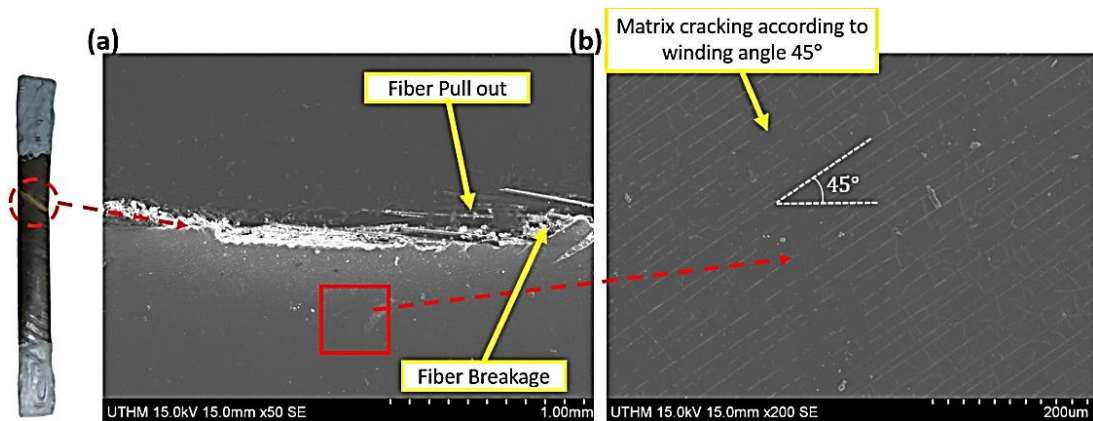 (a)
Fiber Pull out
Fiber Breakage
UTHM 15.0kV 15.0mm x50 SE
1.00mm
(b)
Matrix cracking according to
winding angle 45°
45°
UTHM 15.0kV 15.0mm x200 SE
200um